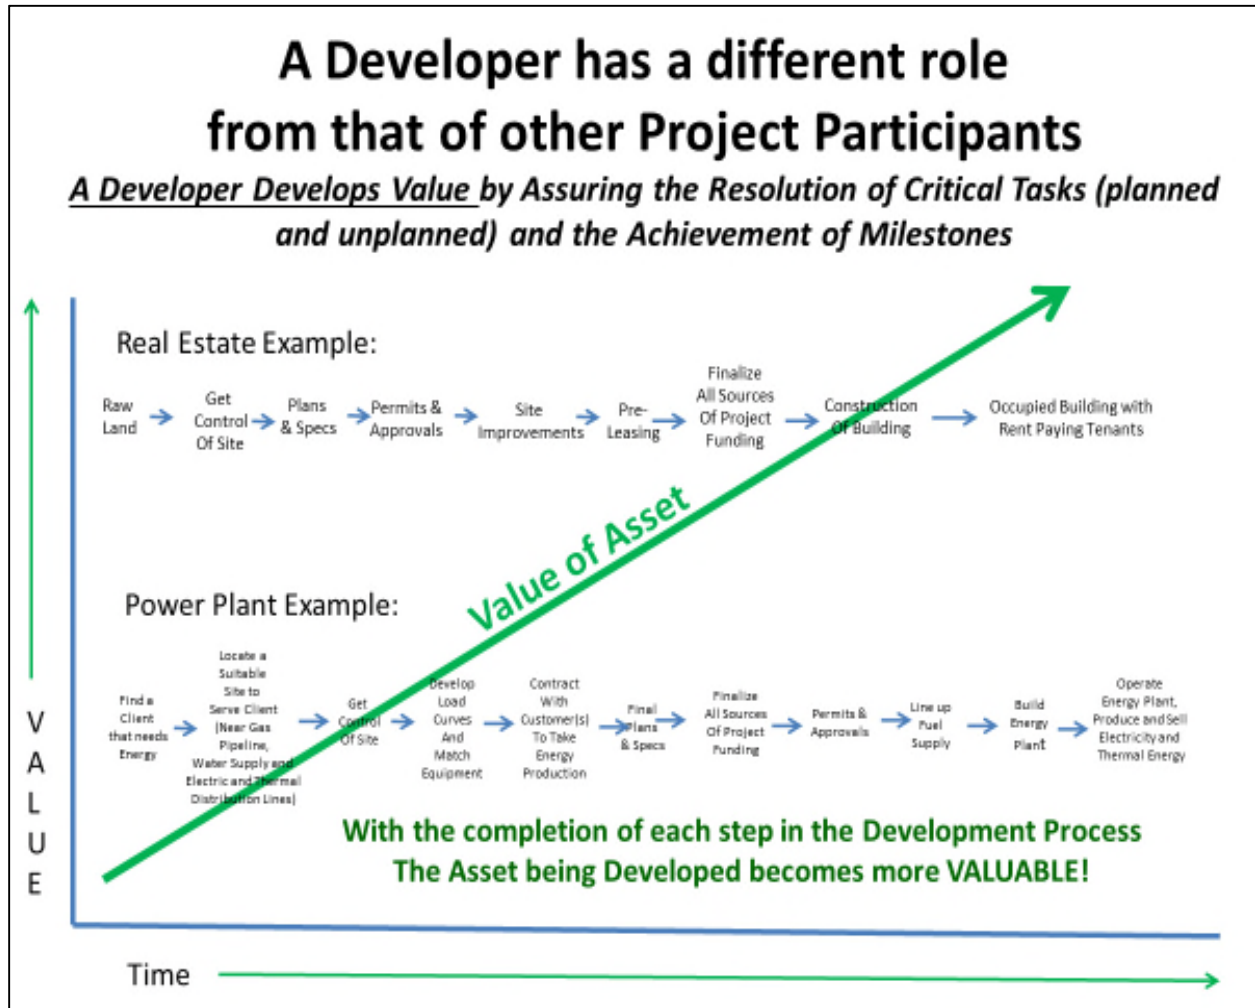 A Developer has a different role
from that of other Project Participants
A Developer Develops Value by Assuring the Resolution of Critical Tasks (planned
and unplanned) and the Achievement of Milestones
Real Estate Example:
Raw
Land
Get
Control
Of Site
Plans
& Specs
Permits &
Approvals
Site
Improvements
Pre-
Leasing
Finalize
All Sources
Of Project
Funding
Construction
Of Building
Occupied Building with
Rent Paying Tenants
Value of Asset
Power Plant Example:
Find a
Client
that needs
Energy
Locate a
Suitable
Site to
Serve Client
(Near Gas
Pipeline,
Water Supply and
Electric and Thermal
Distribution Lines)
Get
Control
Of Site
Develop
Load
Curves
And
Match
Equipment
Contract
With
Customer(s)
To Take
Energy
Production
Final
Plans
& Specs
Finalize
All Sources
Of Project
Funding
Permits &
Approvals
Line up
Fuel
Supply
Build
Energy
Plant
Operate
Energy Plant,
Produce and Sell
Electricity and
Thermal Energy
With the completion of each step in the Development Process
The Asset being Developed becomes more VALUABLE!
V
A
L
U
E
Time